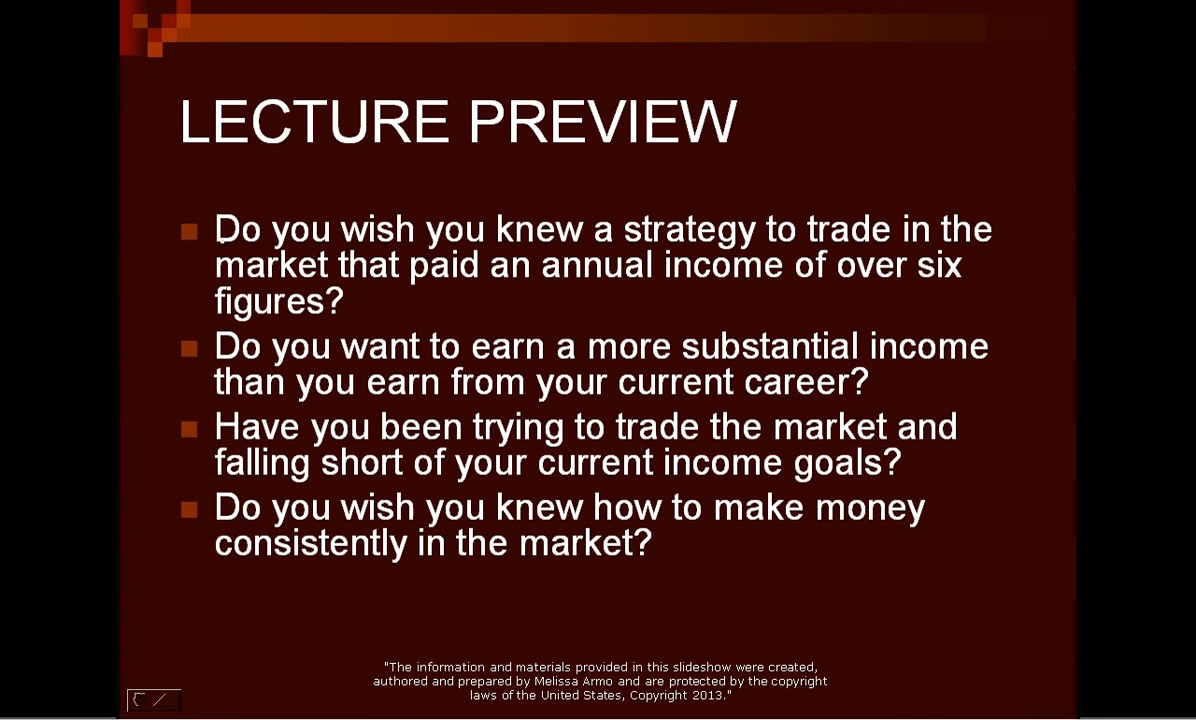 LECTURE PREVIEW
Do you wish you knew a strategy to trade in the
market that paid an annual income of over six
figures?
Do you want to earn a more substantial income
than you earn from your current career?
Have you been trying to trade the market and
falling short of your current income goals?
Do you wish you knew how to make money
consistently in the market?
"The information and materials provided in this slideshow were created,
authored and prepared by Melissa Armo and are protected by the copyright
laws of the United States, Copyright 2013."